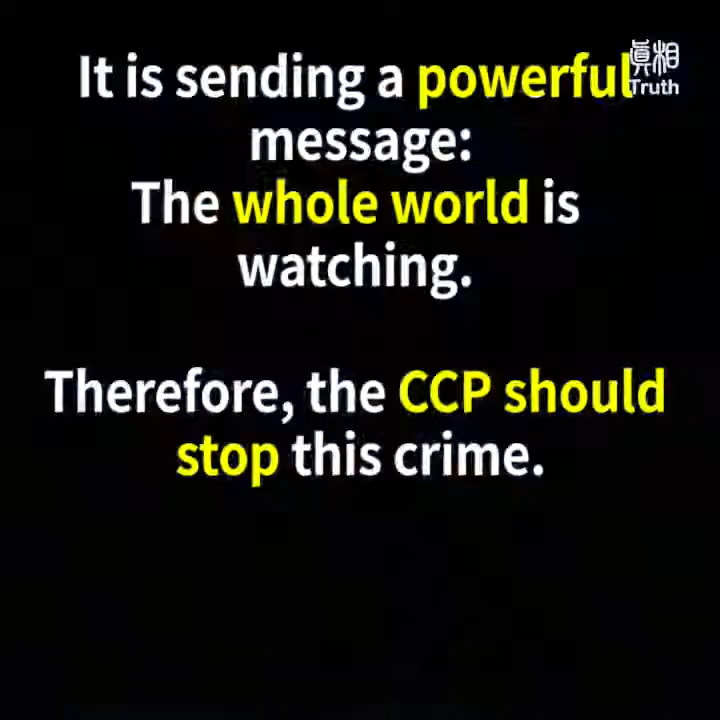 It is sending a powerful
message:
The whole world is
watching.
Therefore, the CCP should
stop this crime.
眞相
Truth